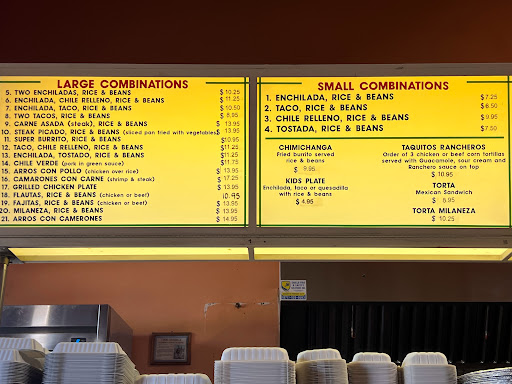 LARGE COMBINATIONS
5. TWO ENCHILADAS, RICE & BEANS $10.25
6. ENCHILADA, CHILE RELLENO, RICE & BEANS $11.25
7. ENCHILADA, TACO, RICE & BEANS $10.50
8. TWO TACOS, RICE & BEANS $8.95
9. CARNE ASADA (steak), RICE & BEANS $13.95
10. STEAK PICADO, RICE & BEANS (sliced pan fried with vegetables) $13.95
11. SUPER BURRITO, RICE & BEANS $10.95
12. TACO, CHILE RELLENO, RICE & BEANS $11.25
13. ENCHILADA, TOSTADO, RICE & BEANS $11.25
14. CHILE VERDE (pork in green sauce) $11.75
15. ARROS CON POLLO (chicken over rice) $13.95
16. CAMARONES CON CARNE (shrimp & steak) $17.25
17. GRILLED CHICKEN PLATE $13.95
18. FLAUTAS, RICE & BEANS (chicken or beef) 10.95
19. FAJITAS, RICE & BEANS (chicken or beef) $13.95
20. MILANEZA, RICE & BEANS $13.95
21. ARROS CON CAMERONES $14.95
SMALL COMBINATIONS
1. ENCHILADA, RICE & BEANS $7.25
2. TACO, RICE & BEANS $6.50
3. CHILE RELLENO, RICE & BEANS $9.95
4. TOSTADA, RICE & BEANS $7.50
CHIMICHANGA
Fried burrito served
rice & beans
$9.95
KIDS PLATE
Enchilada, taco or quesadilla
with rice & beans
$4.95
TAQUITOS RANCHEROS
Order of 3 chicken or beef corn tortillas
served with Guacamole, sour cream and
Ranchero sauce on top
$10.95
TORTA
Mexican Sandwich
$8.95
TORTA MILANEZA
$10.25